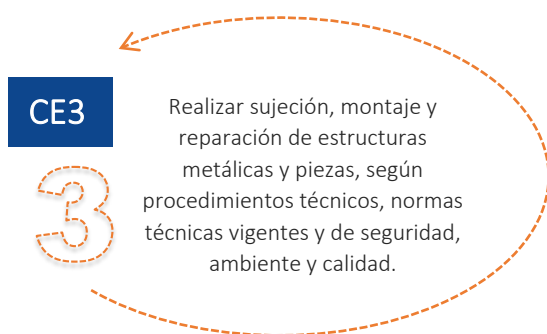 CE3
3
Realizar sujeción, montaje y
reparación de estructuras
metálicas y piezas, según
procedimientos técnicos, normas
técnicas vigentes y de seguridad,
ambiente y calidad.